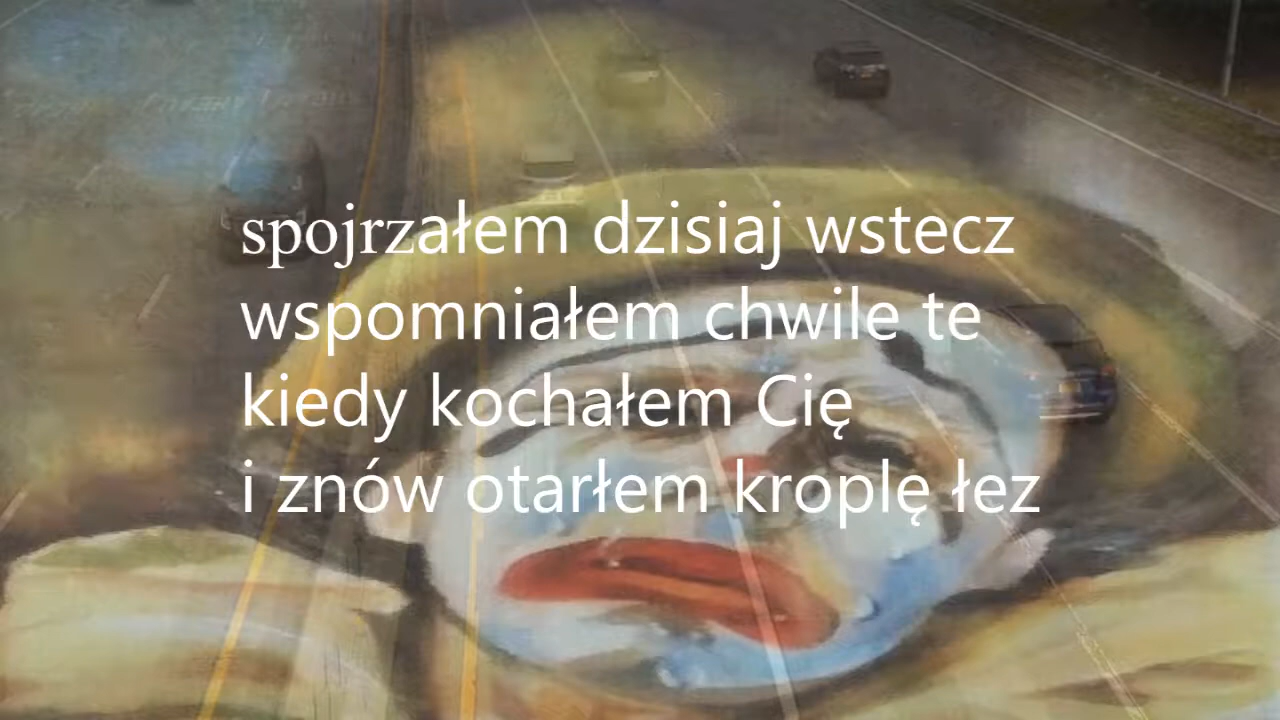 spojrzałem dzisiaj wstecz
wspomniałem chwile te
kiedy kochałem Cię
i znów otarłem kroplę łez